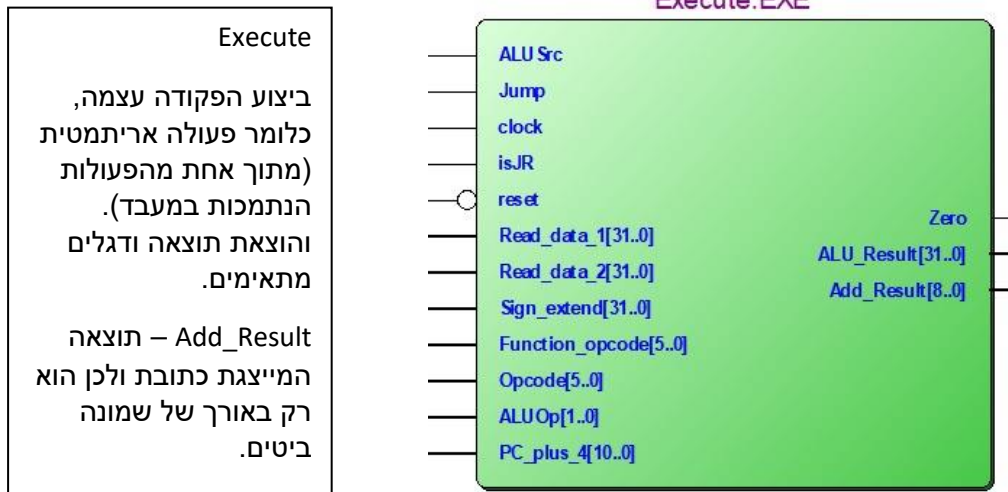 Execute
ביצוע הפקודה עצמה,
כלומר פעולה אריתמטית
(מתוך אחת מהפעולות
הנתמכות במעבד).
והוצאת תוצאה ודגלים
מתאימים.
Add_Result – תוצאה
המייצגת כתובת ולכן הוא
רק באורך של שמונה
ביטים.
Execute:EXE
ALUSrc
Jump
clock
isJR
reset
Read_data_1[31..0]
Read_data_2[31..0]
Sign_extend[31..0]
Function_opcode[5..0]
Opcode[5..0]
ALUOp[1..0]
PC_plus_4[10..0]
Zero
ALU_Result[31..0]
Add_Result[8..0]